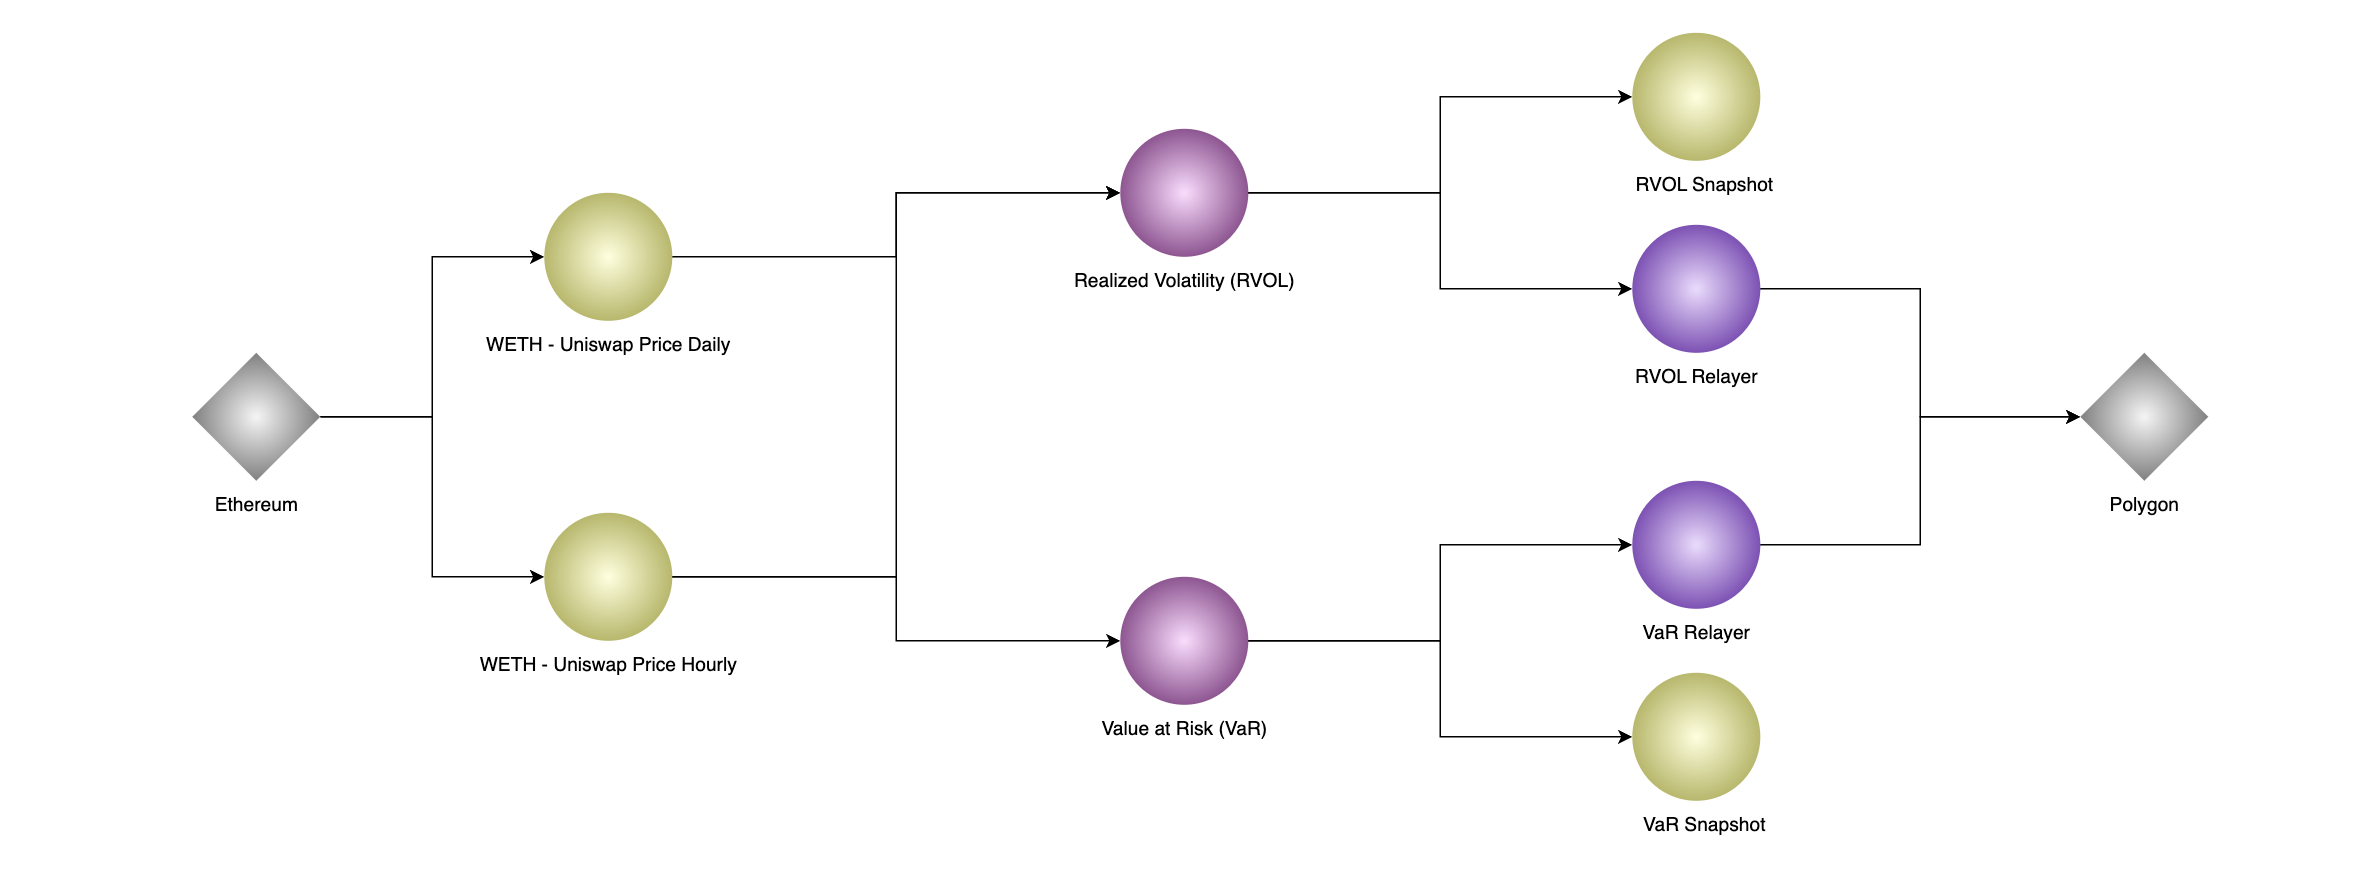 RVOL Snapshot
Realized Volatility (RVOL)
WETH - Uniswap Price Daily
RVOL Relayer
Ethereum
Polygon
WETH - Uniswap Price Hourly
VaR Relayer
Value at Risk (VaR)
VaR Snapshot